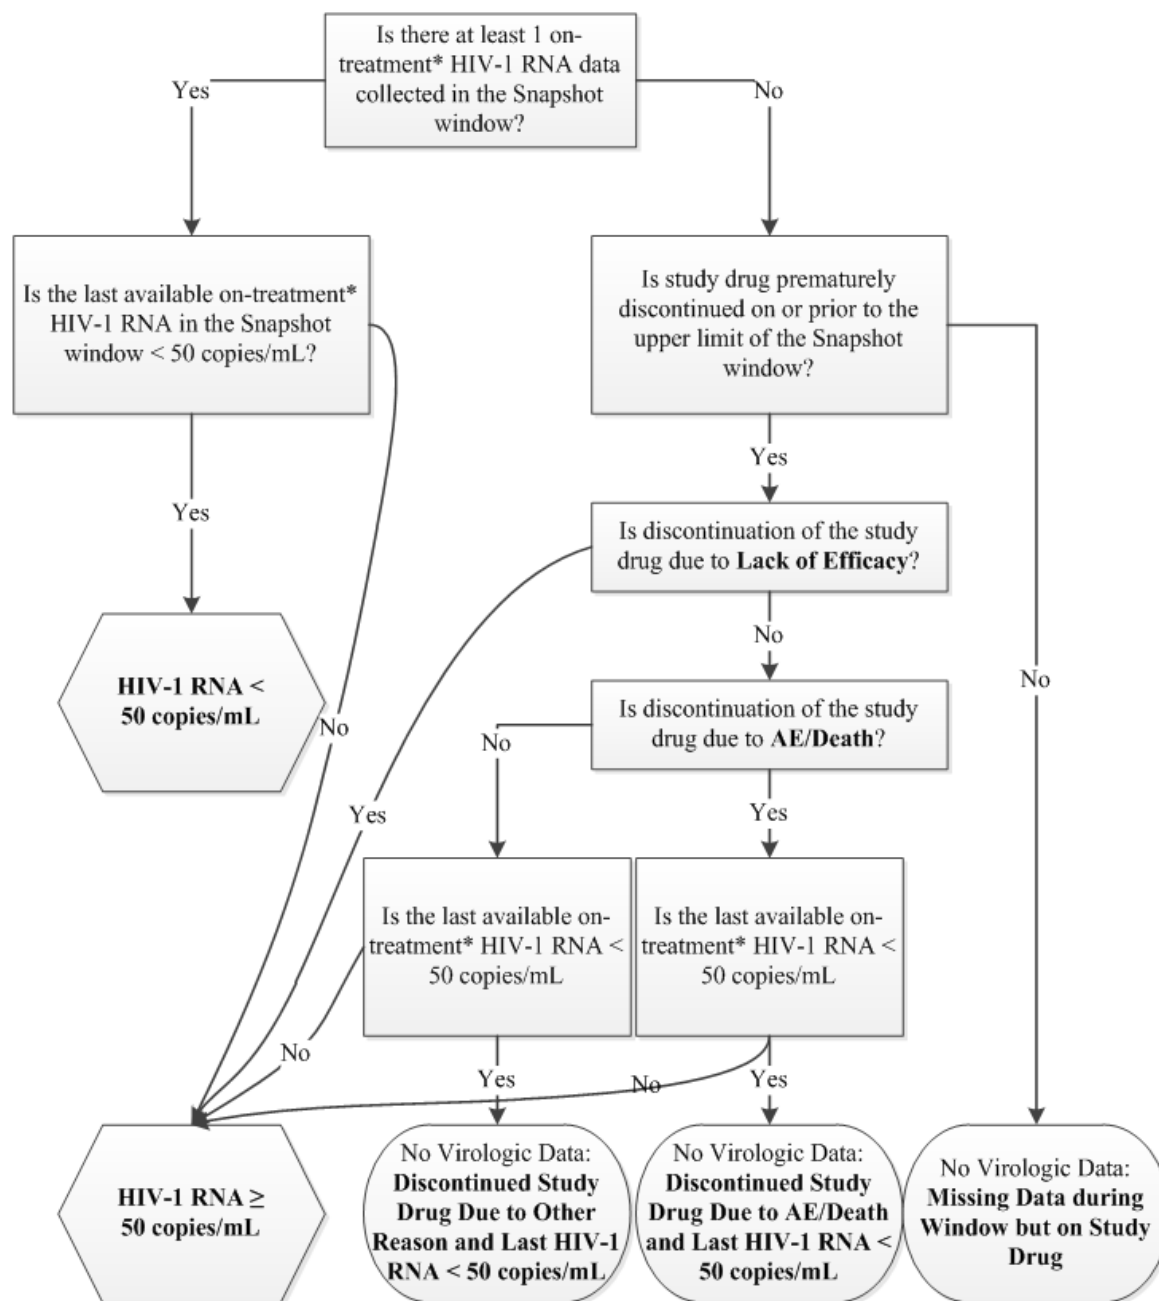 Is there at least 1 on-
treatment* HIV-1 RNA data
collected in the Snapshot
window?
Yes
No
Is the last available on-treatment*
HIV-1 RNA in the Snapshot
window < 50 copies/mL?
Is study drug prematurely
discontinued on or prior to the
upper limit of the Snapshot
window?
Yes
Yes
Is discontinuation of the study
drug due to Lack of Efficacy?
No
HIV-1 RNA <
50 copies/mL
No
No
Is discontinuation of the study
drug due to AE/Death?
No
Yes
Yes
Is the last available on-
treatment* HIV-1 RNA <
50 copies/mL
Is the last available on-
treatment* HIV-1 RNA <
50 copies/mL
No
Yes
No
Yes
HIV-1 RNA ≥
50 copies/mL
No Virologic Data:
Discontinued Study
Drug Due to Other
Reason and Last HIV-1
RNA < 50 copies/mL
No Virologic Data:
Discontinued Study
Drug Due to AE/Death
and Last HIV-1 RNA <
50 copies/mL
No Virologic Data:
Missing Data during
Window but on Study
Drug